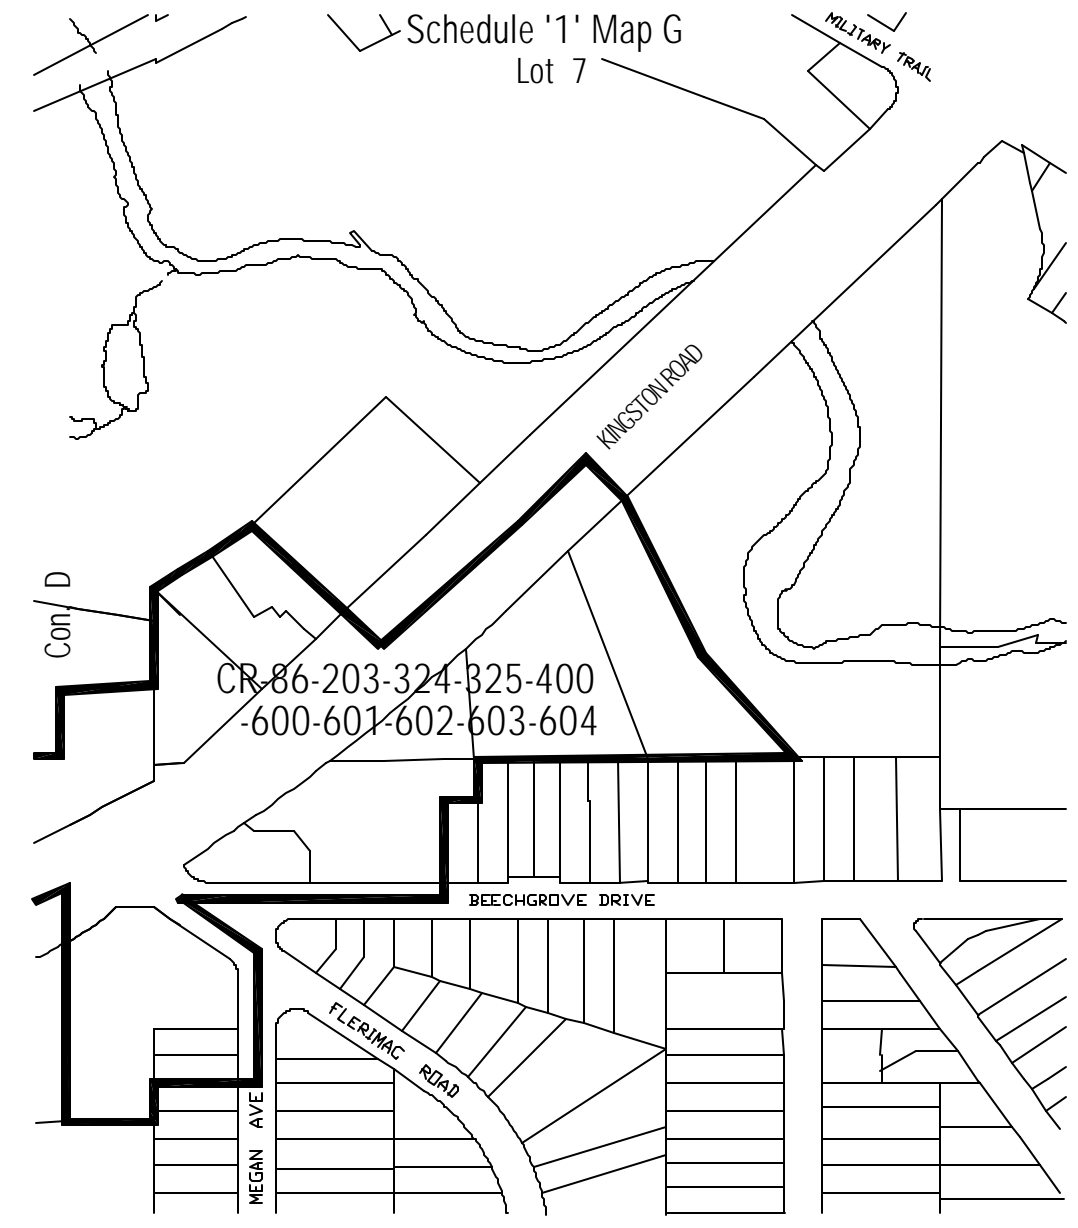 Schedule '1' Map G
Lot 7
MILITARY TRAIL
KINGSTON ROAD
Con. D
CR-86-203-324-325-400
-600-601-602-603-604
BEECHGROVE DRIVE
FLERIMAC ROAD
MEGAN AVE